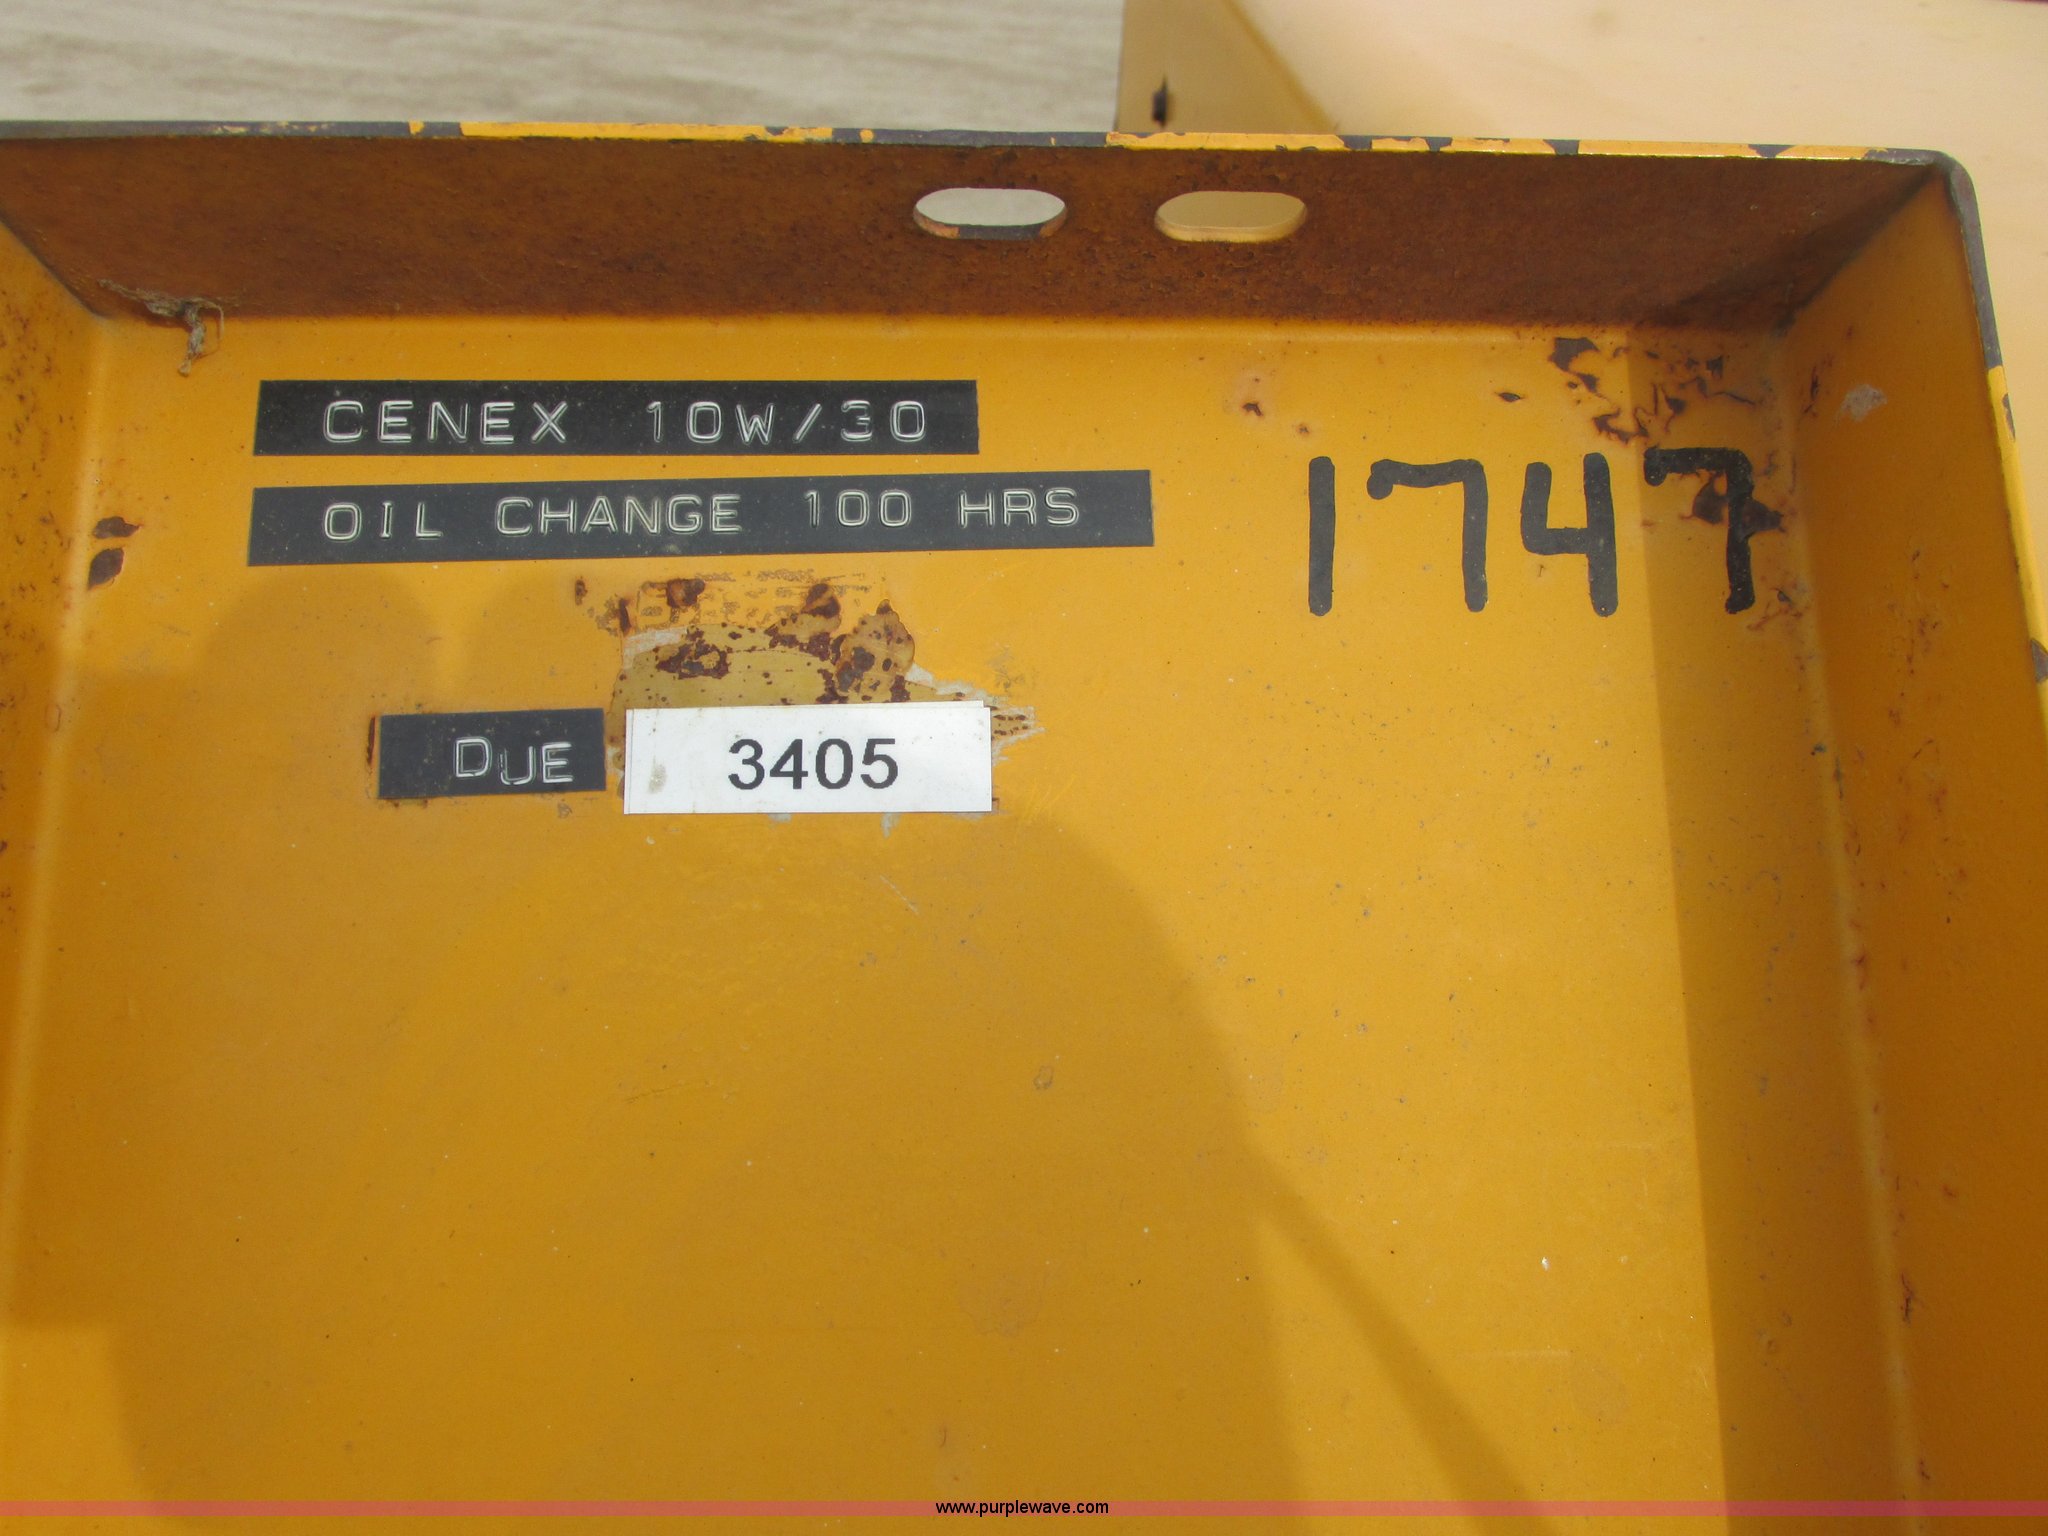 CENEX 10W/30
OIL CHANGE 100 HRS
1747
DUE 3405
www.purplewave.com